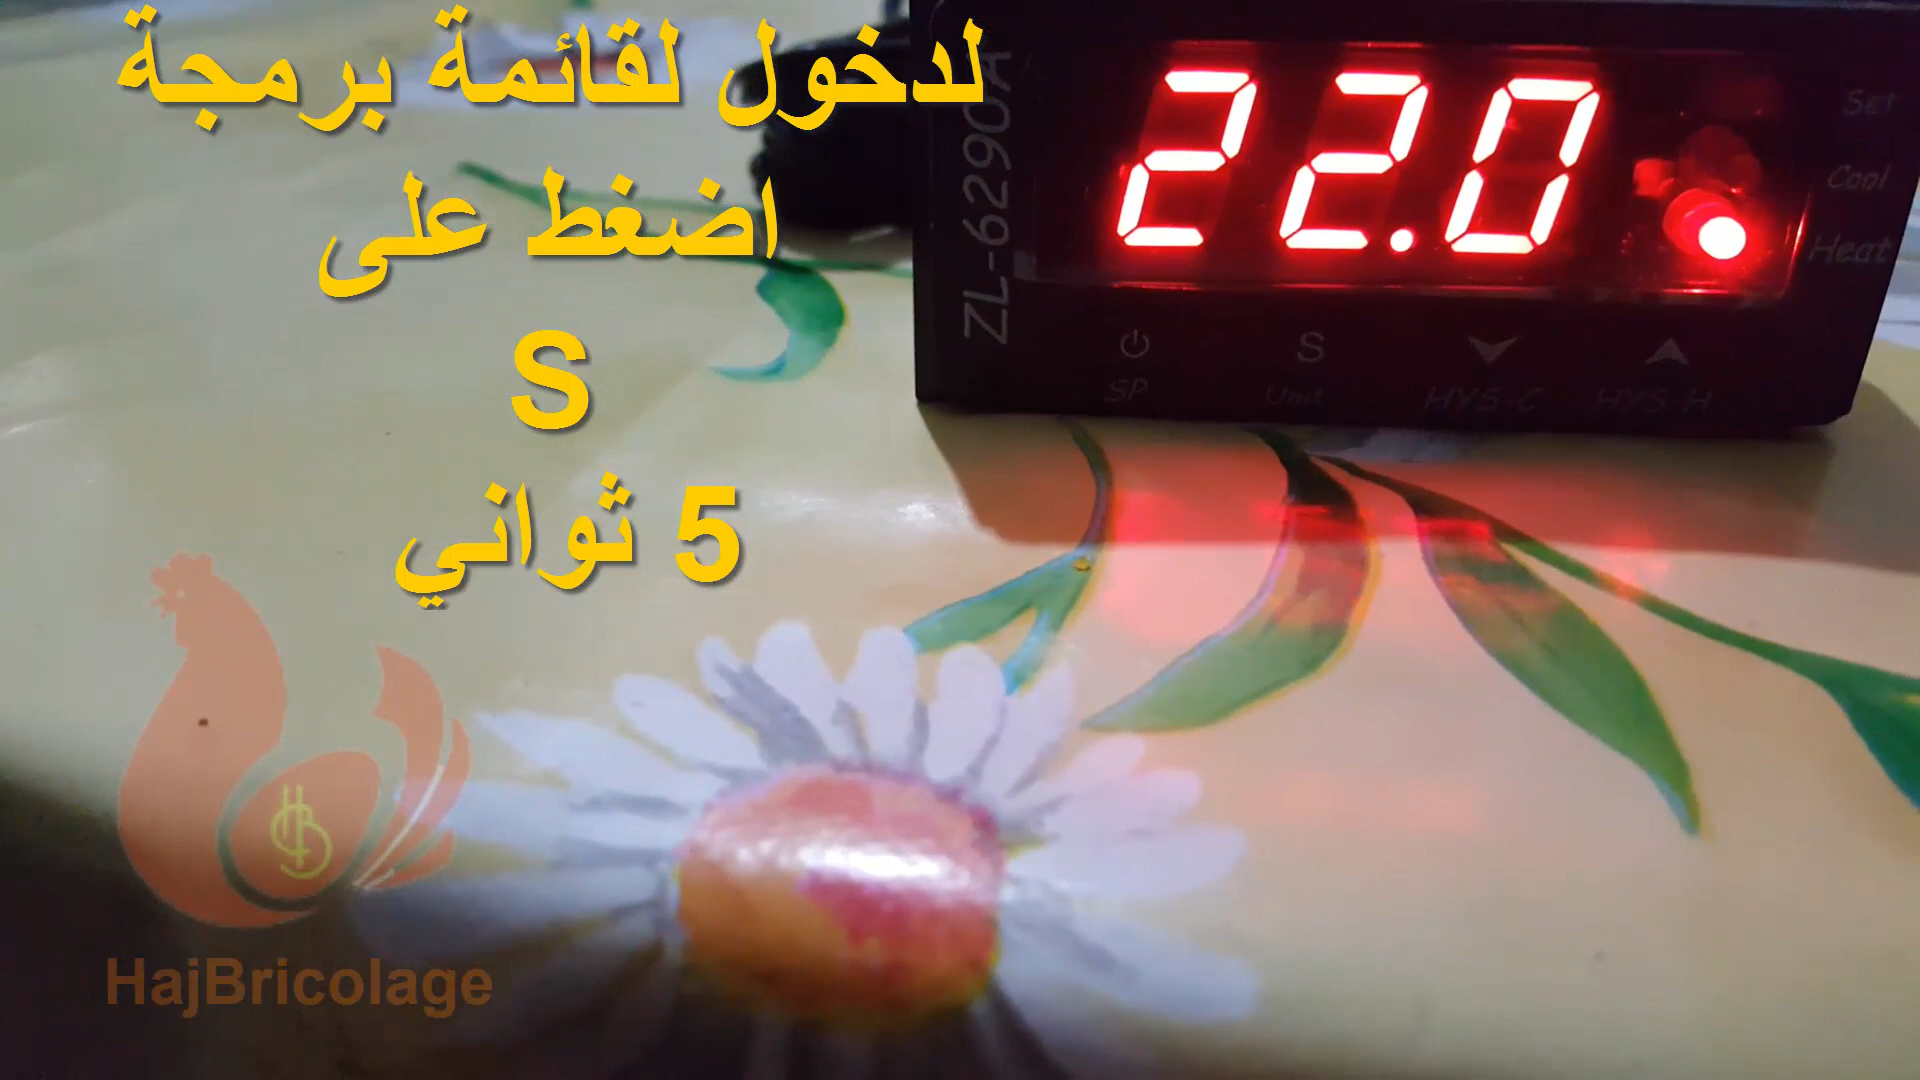 لدخول لقائمة برمجة
اضغط على
S
5 ثواني
22.0
Set
Cool
Heat
ZL-6290A
S
SP
Unit
HYS-C
HYS-H
HB
HajBricolage